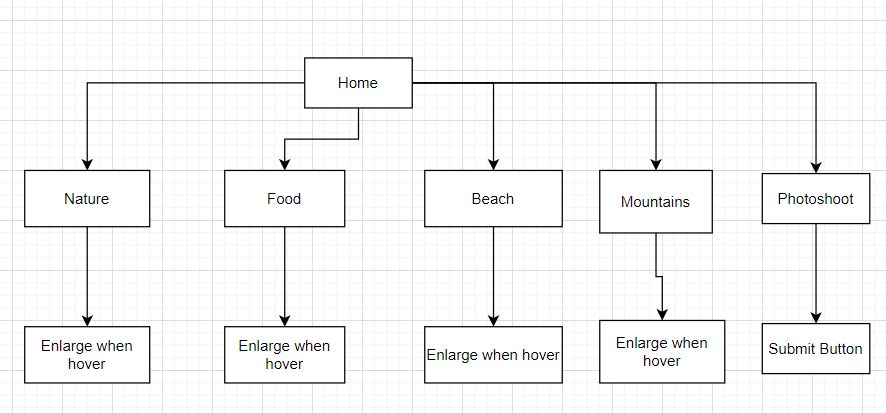 Home
Nature
Food
Beach
Mountains
Photoshoot
Enlarge when
hover
Enlarge when
hover
Enlarge when hover
Enlarge when
hover
Submit Button